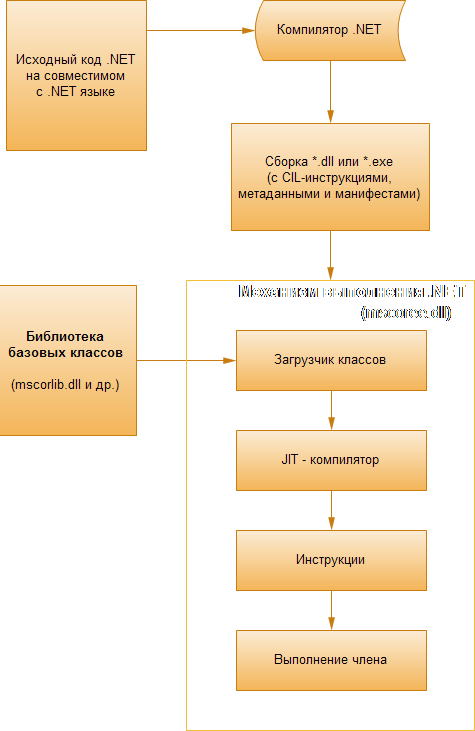 Исходный код .NET
на совместимом
с .NET языке
Компилятор .NET
Сборка *.dll или *.exe
(с CIL-инструкциями,
метаданными и манифестами)
Механизм выполнения .NET
(mscoree.dll)
Библиотека
базовых классов
(mscorlib.dll и др.)
Загрузчик классов
JIT - компилятор
Инструкции
Выполнение члена